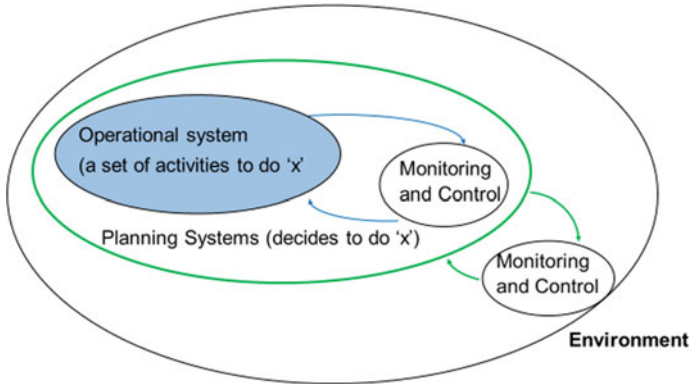 Operational system
(a set of activities to do ‘x’
Monitoring
and Control
Planning Systems (decides to do ‘x’)
Monitoring
and Control
Environment